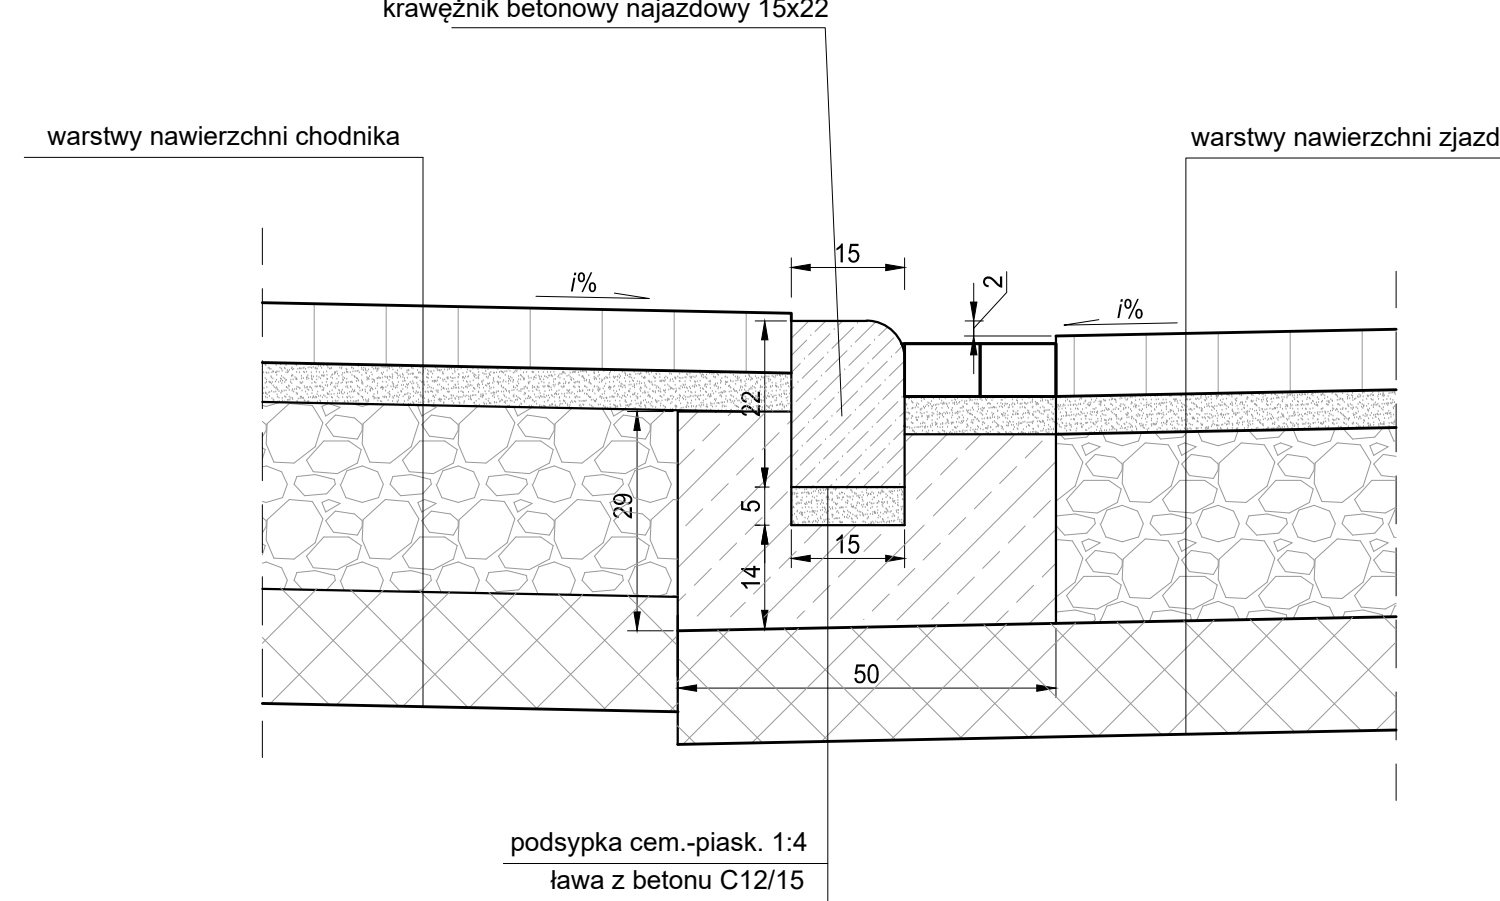 krawężnik betonowy najazdowy 15x22
warstwy nawierzchni chodnika
warstwy nawierzchni zjazd
15
2
i%
i%
22
29
5
15
14
50
podsypka cem.-piask. 1:4
ława z betonu C12/15